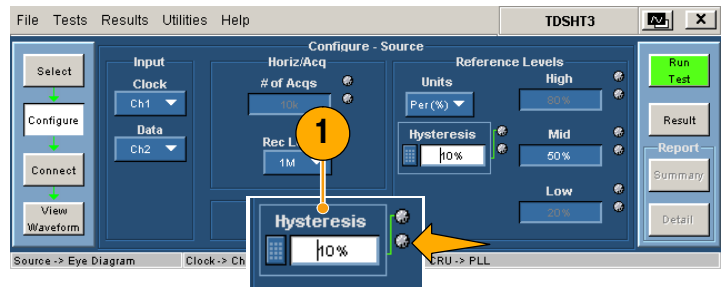 File Tests Results Utilities Help TDSHT3 X
Configure - Source
Select
Configure
Connect
View
Waveform
Input
Clock
Ch1
Data
Ch2
Horiz/Acq
# of Acqs
10k
Rec L
1M
Reference Levels
Units
Per(%)
Hysteresis
10%
High
80%
Mid
50%
Low
20%
Run
Test
Result
Report
Summary
Detail
1
Hysteresis
10%
Source -> Eye Diagram Clock -> Ch CRU -> PLL